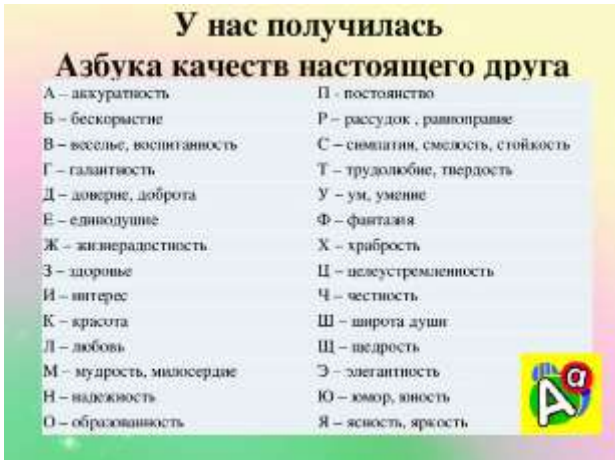 У нас получилась
Азбука качеств настоящего друга
А – аккуратность
Б – бескорыстие
В – веселье, воспитанность
Г – галантность
Д – доверие, доброта
Е – единодушие
Ж – жизнерадостность
З – здоровье
И – интерес
К – красота
Л – любовь
М – мудрость, милосердие
Н – надежность
О – образованность
П - постоянство
Р – рассудок , равноправие
С – симпатия, смелость, стойкость
Т – трудолюбие, твердость
У – ум, умение
Ф – фантазия
Х – храбрость
Ц – целеустремленность
Ч – честность
Ш – широта души
Щ – щедрость
Э – элегантность
Ю – юмор, юность
Я – ясность, яркость
Аа